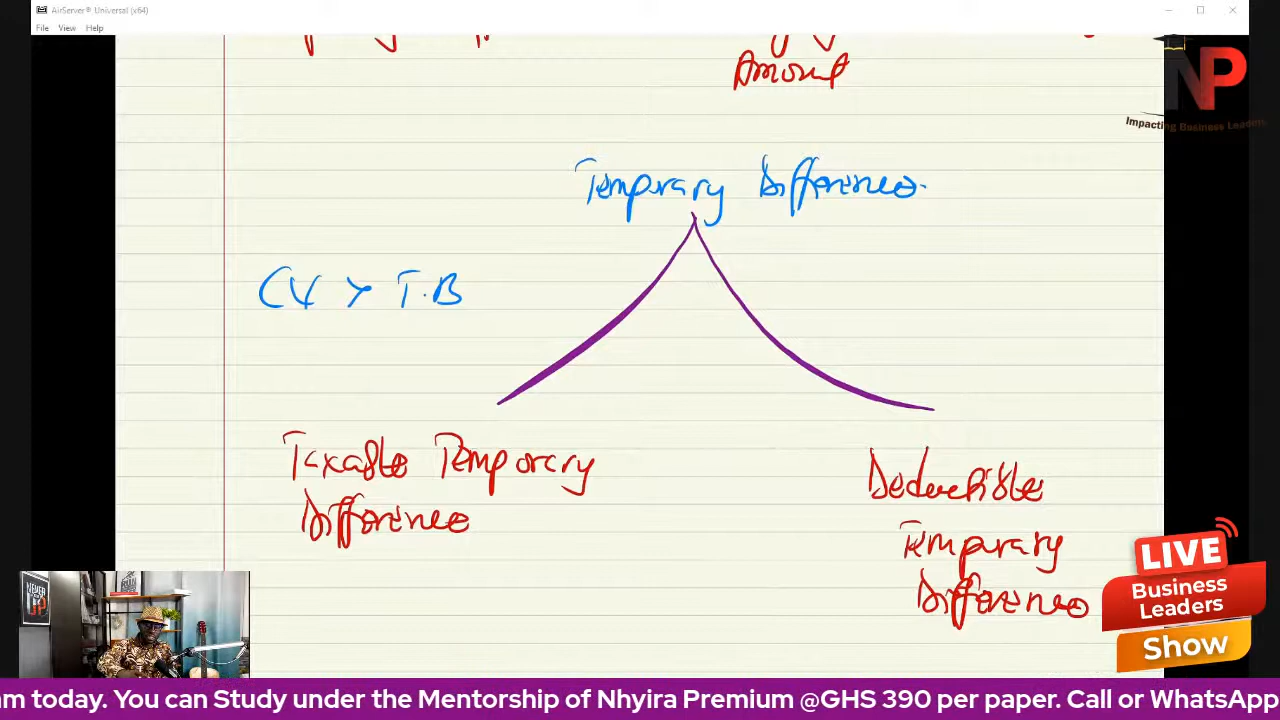 AirServer® Universal (x64)
File View Help
Amount
NP
Impacting Business Leaders
Temporary Difference
CV > T.B
Taxable Temporary
Difference
Deductible
Temporary
Difference
LIVE
Business
Leaders
Show
am today. You can Study under the Mentorship of Nhyira Premium @GHS 390 per paper. Call or WhatsApp